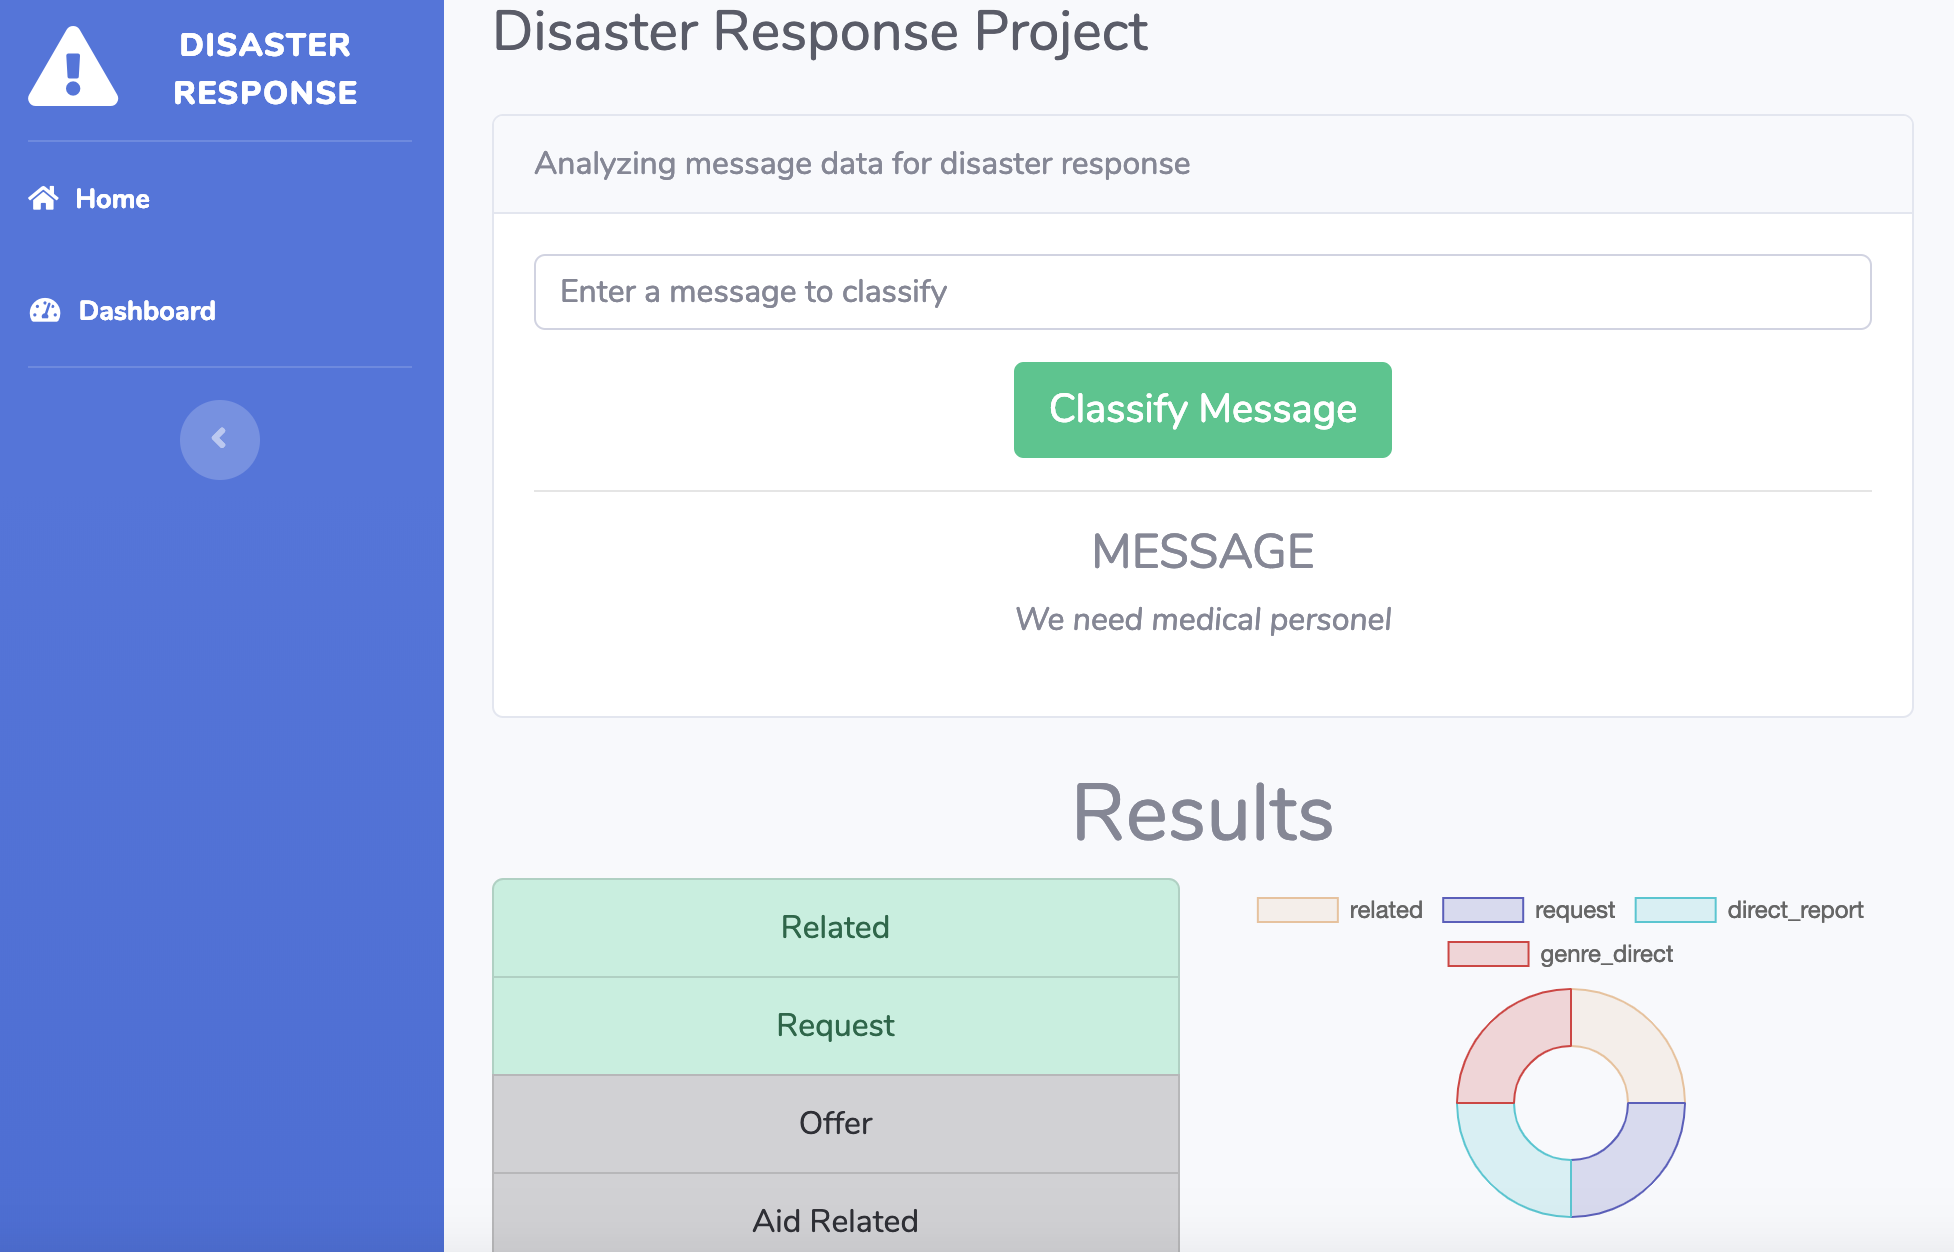 DISASTER
RESPONSE
Home
Dashboard
Disaster Response Project
Analyzing message data for disaster response
Enter a message to classify
Classify Message
MESSAGE
We need medical personel
Results
Related
Request
Offer
Aid Related
related request direct_report
genre_direct